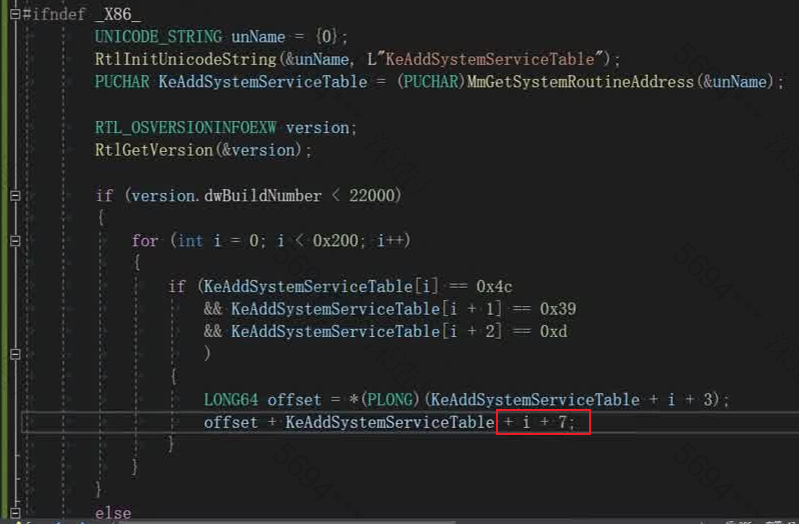 #ifndef _X86_
UNICODE_STRING unName = {0};
RtlInitUnicodeString(&unName, L"KeAddSystemServiceTable");
PUCHAR KeAddSystemServiceTable = (PUCHAR)MmGetSystemRoutineAddress(&unName);
RTL_OSVERSIONINFOEXW version;
RtlGetVersion(&version);
if (version.dwBuildNumber < 22000)
{
for (int i = 0; i < 0x200; i++)
{
if (KeAddSystemServiceTable[i] == 0x4c
&& KeAddSystemServiceTable[i + 1] == 0x39
&& KeAddSystemServiceTable[i + 2] == 0xd
)
{
LONG64 offset = *(PLONG)(KeAddSystemServiceTable + i + 3);
offset + KeAddSystemServiceTable + i + 7;
}
}
}
else